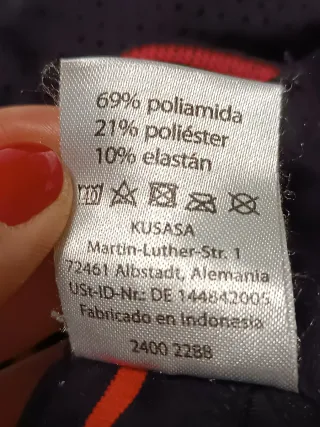 69% poliamida
21% poliéster
10% elastán
KUSASA
Martin-Luther-Str. 1
72461 Albstadt, Alemania
USt-ID-Nr.: DE 144842005
Fabricado en Indonesia
2400 2288